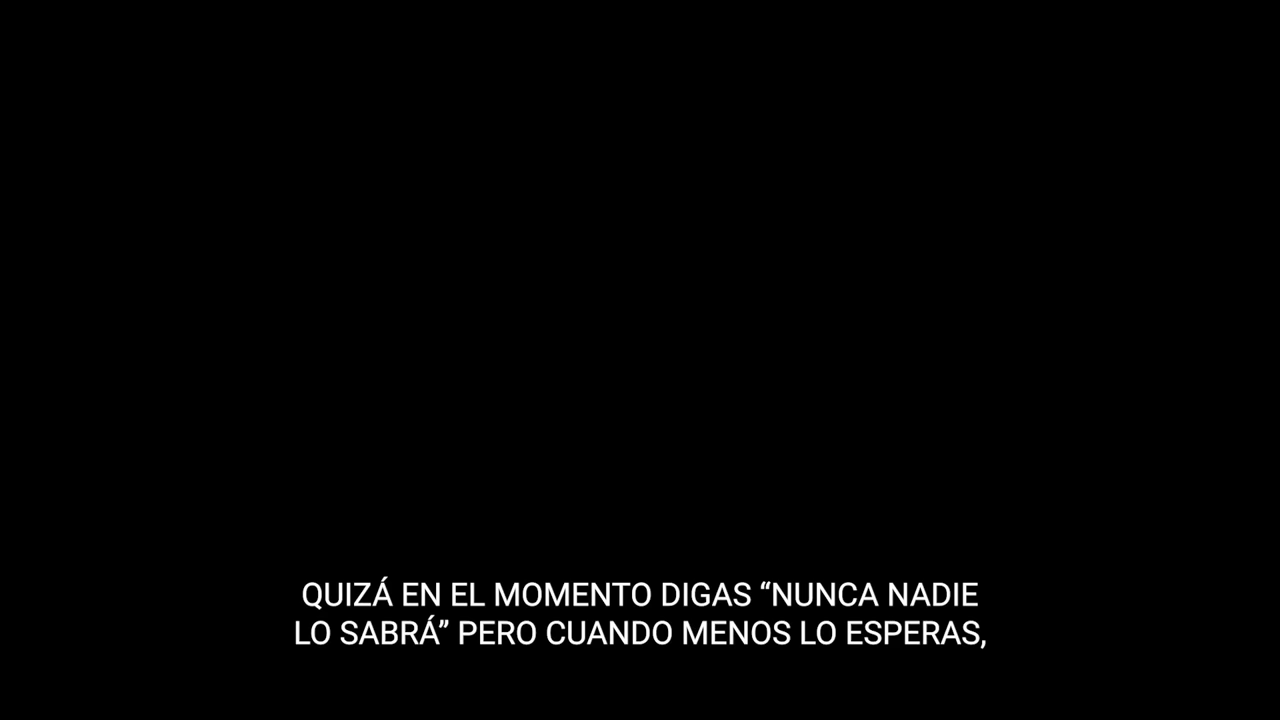 QUIZÁ EN EL MOMENTO DIGAS “NUNCA NADIE
LO SABRÁ” PERO CUANDO MENOS LO ESPERAS,